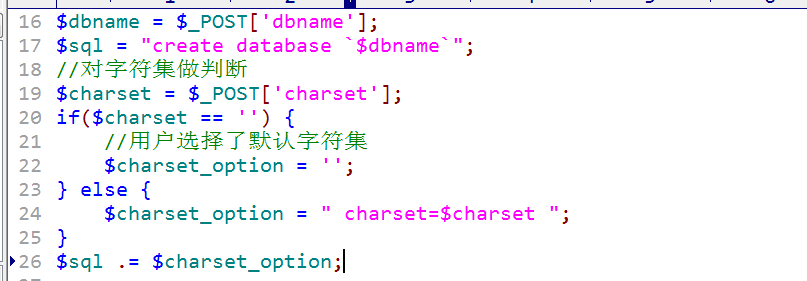 16 $dbname = $_POST['dbname'];
17 $sql = "create database `$dbname`";
18 //对字符集做判断
19 $charset = $_POST['charset'];
20 if($charset == '') {
21     //用户选择了默认字符集
22     $charset_option = '';
23 } else {
24     $charset_option = " charset=$charset ";
25 }
26 $sql .= $charset_option;